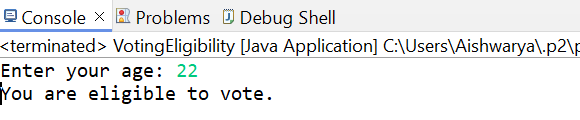 Console Problems Debug Shell
<terminated> VotingEligibility [Java Application] C:\Users\Aishwarya\.p2\p
Enter your age: 22
You are eligible to vote.